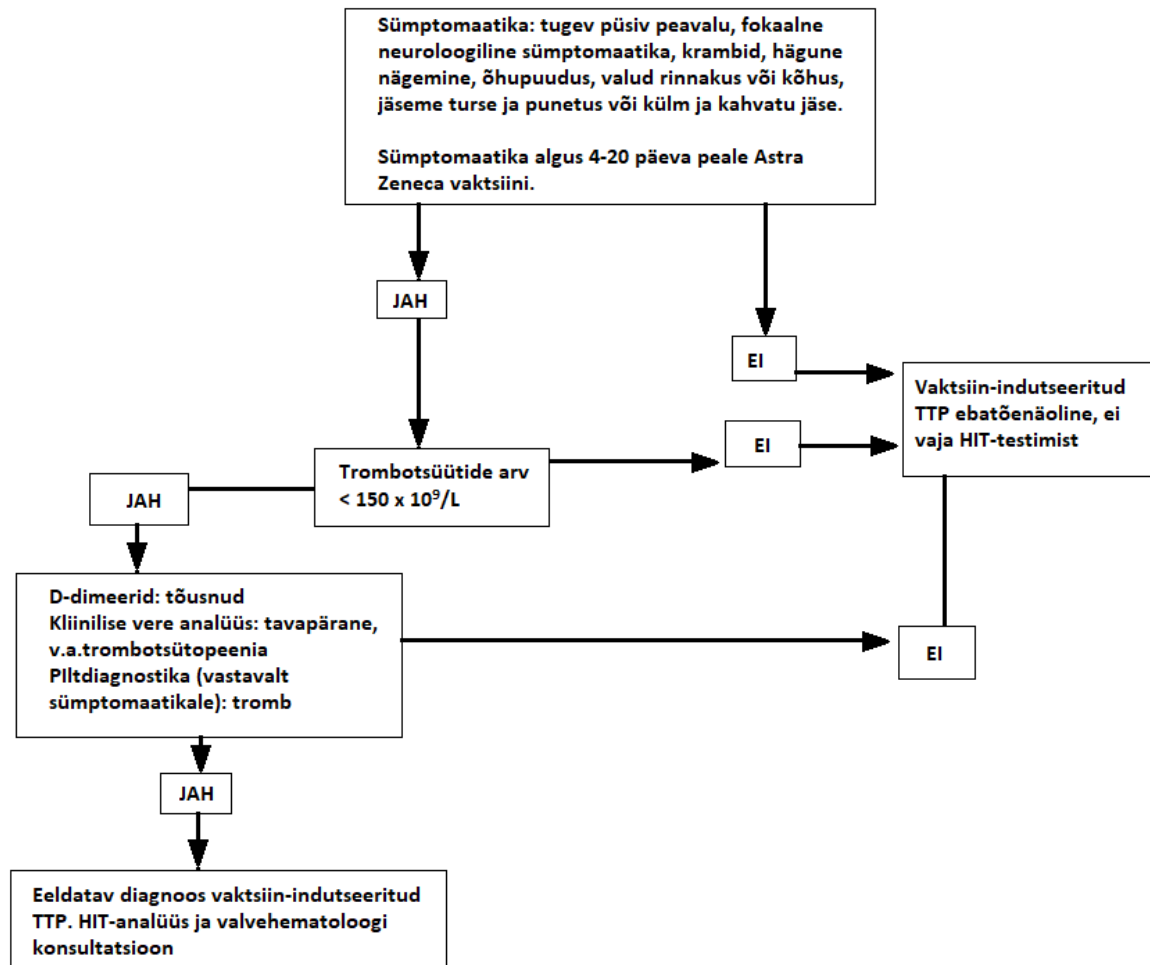 Sümptomaatika: tugev püsiv peavalu, fokaalne
neuroloogiline sümptomaatika, krambid, hägune
nägemine, õhupuudus, valud rinnakus või kõhus,
jäseme turse ja punetus või külm ja kahvatu jäse.
Sümptomaatika algus 4-20 päeva peale Astra
Zeneca vaktsiini.
JAH
EI
Vaktsiin-indutseeritud
TTP ebatõenäoline, ei
vaja HIT-testimist
EI
Trombotsüütide arv
< 150 x 10⁹/L
JAH
D-dimeerid: tõusnud
Kliinilise vere analüüs: tavapärane,
v.a.trombotsütopeenia
PIltdiagnostika (vastavalt
sümptomaatikale): tromb
EI
JAH
Eeldatav diagnoos vaktsiin-indutseeritud
TTP. HIT-analüüs ja valvehematoloogi
konsultatsioon